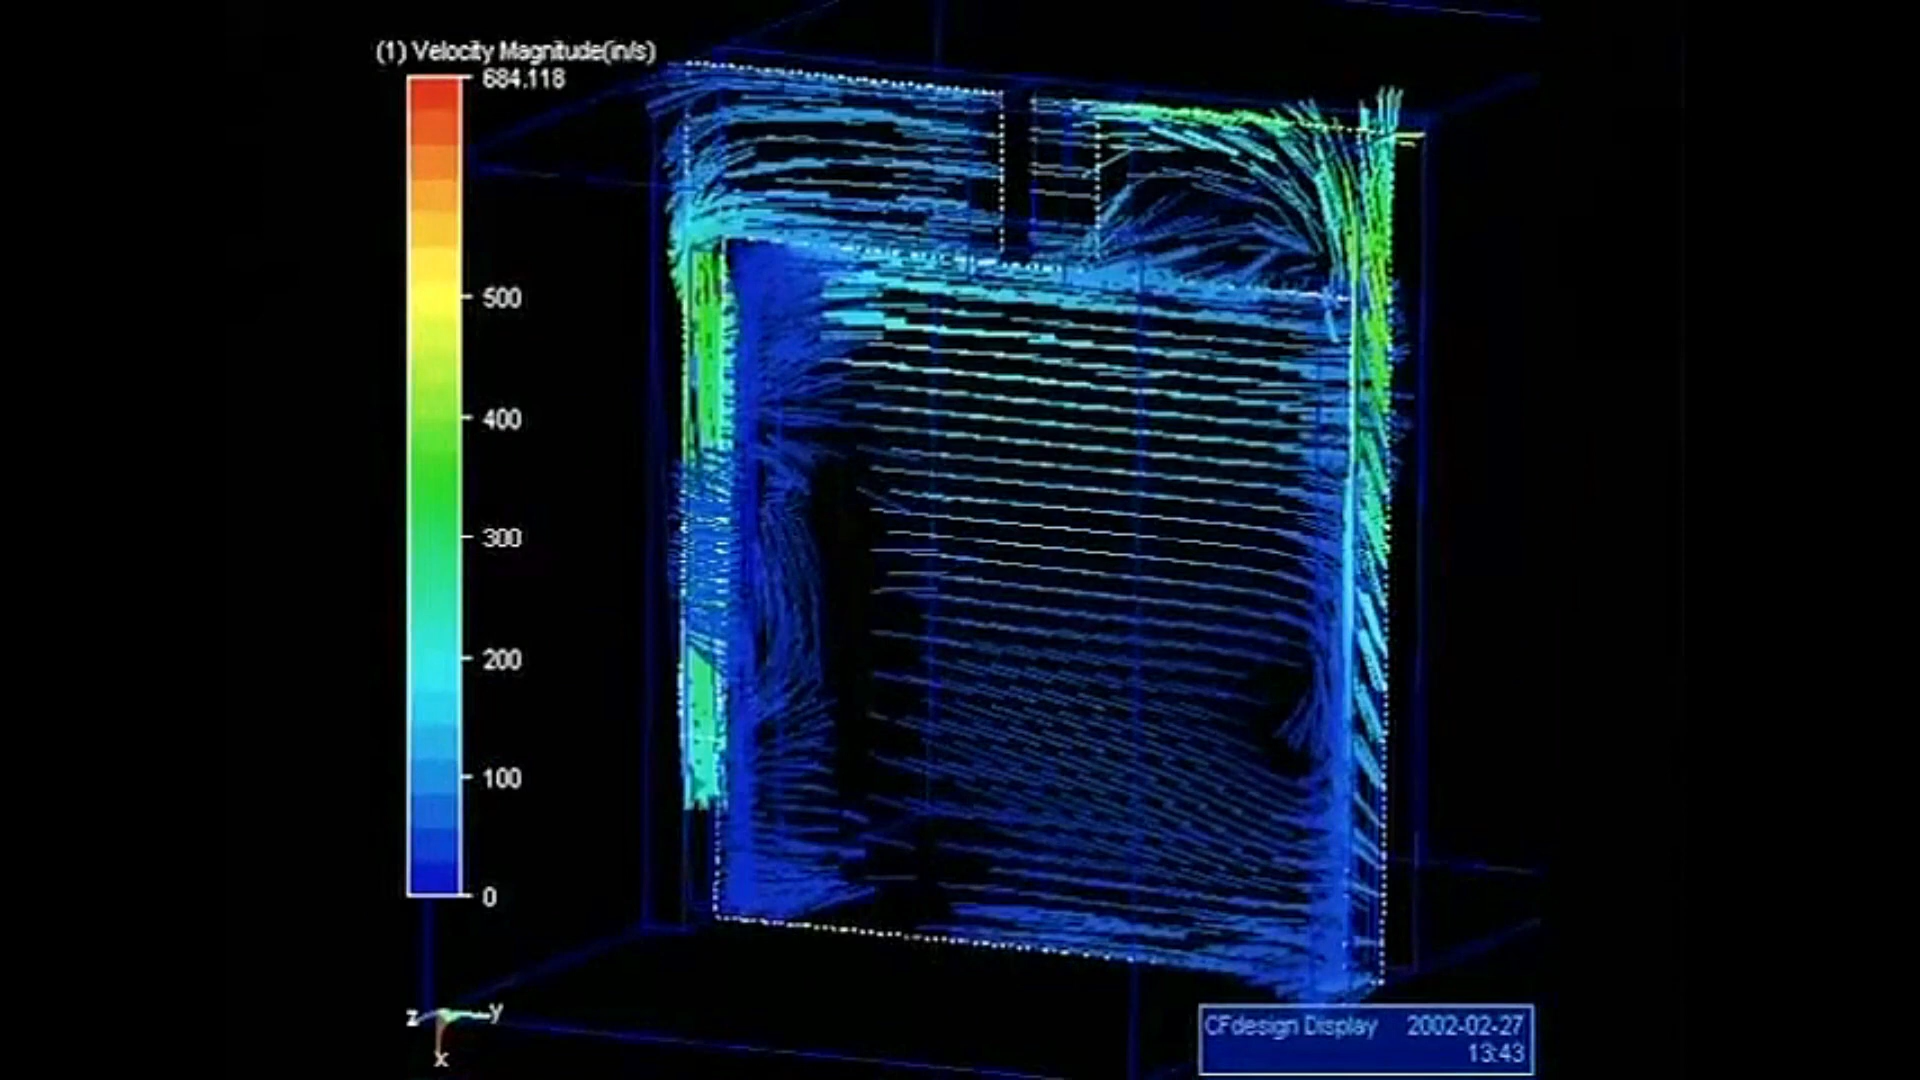 (1) Velocity Magnitude(in/s)
684.118
500
400
300
200
100
0
z
y
x
CFdesign Display 2002-02-27
13:43